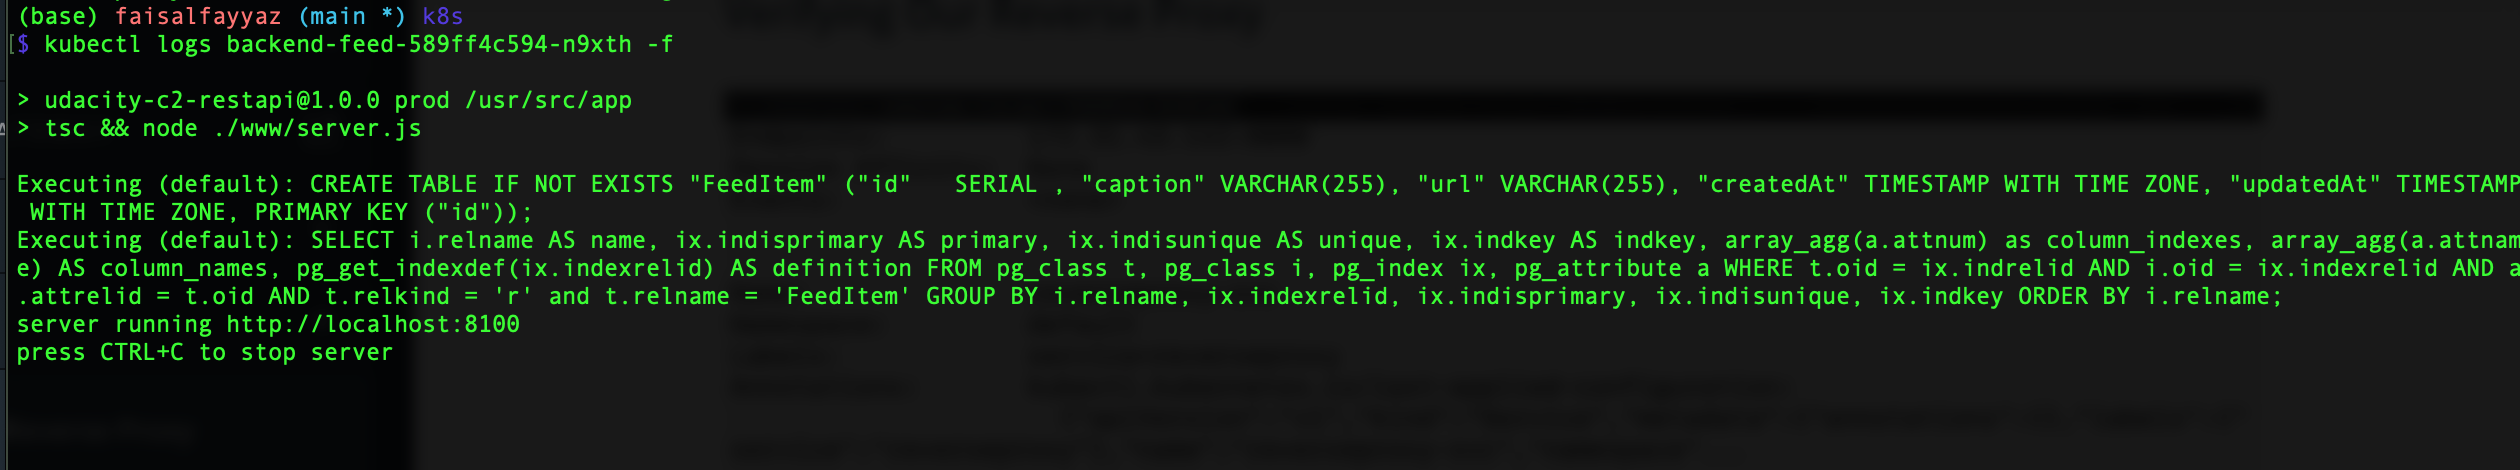 (base) faisalfayyaz (main *) k8s
[$ kubectl logs backend-feed-589ff4c594-n9xth -f
> udacity-c2-restapi@1.0.0 prod /usr/src/app
> tsc && node ./www/server.js
Executing (default): CREATE TABLE IF NOT EXISTS "FeedItem" ("id"   SERIAL , "caption" VARCHAR(255), "url" VARCHAR(255), "createdAt" TIMESTAMP WITH TIME ZONE, "updatedAt" TIMESTAMP
 WITH TIME ZONE, PRIMARY KEY ("id"));
Executing (default): SELECT i.relname AS name, ix.indisprimary AS primary, ix.indisunique AS unique, ix.indkey AS indkey, array_agg(a.attnum) as column_indexes, array_agg(a.attnam
e) AS column_names, pg_get_indexdef(ix.indexrelid) AS definition FROM pg_class t, pg_class i, pg_index ix, pg_attribute a WHERE t.oid = ix.indrelid AND i.oid = ix.indexrelid AND a
.attrelid = t.oid AND t.relkind = 'r' and t.relname = 'FeedItem' GROUP BY i.relname, ix.indexrelid, ix.indisprimary, ix.indisunique, ix.indkey ORDER BY i.relname;
server running http://localhost:8100
press CTRL+C to stop server